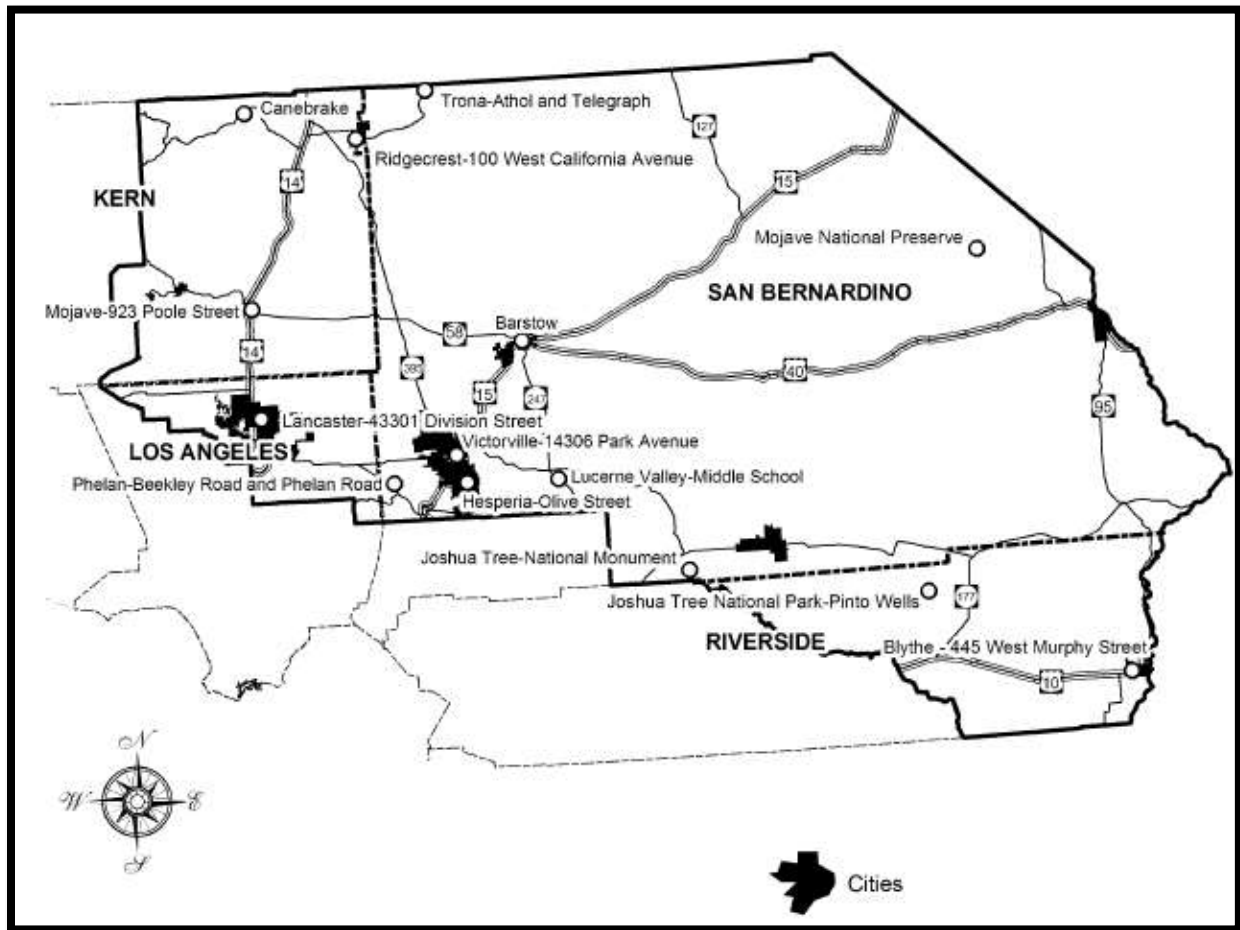 Canebrake
Trona-Athol and Telegraph
127
Ridgecrest-100 West California Avenue
14
15
KERN
Mojave National Preserve
SAN BERNARDINO
Mojave-923 Poole Street
Barstow
58
14
395
40
15
247
95
Lancaster-43301 Division Street
Victorville-14306 Park Avenue
LOS ANGELES
Phelan-Beekley Road and Phelan Road
Lucerne Valley-Middle School
Hesperia-Olive Street
Joshua Tree-National Monument
Joshua Tree National Park-Pinto Wells
177
RIVERSIDE
Blythe - 445 West Murphy Street
10
N
W
E
S
Cities